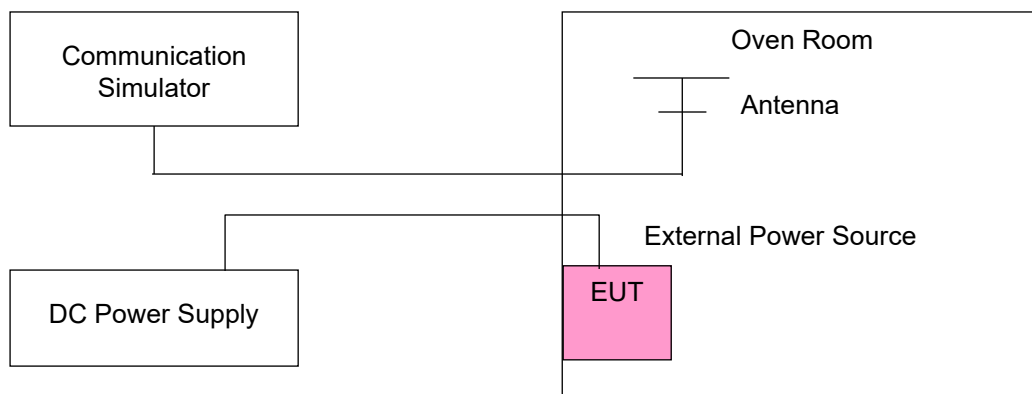 Communication
Simulator
Oven Room
Antenna
External Power Source
EUT
DC Power Supply